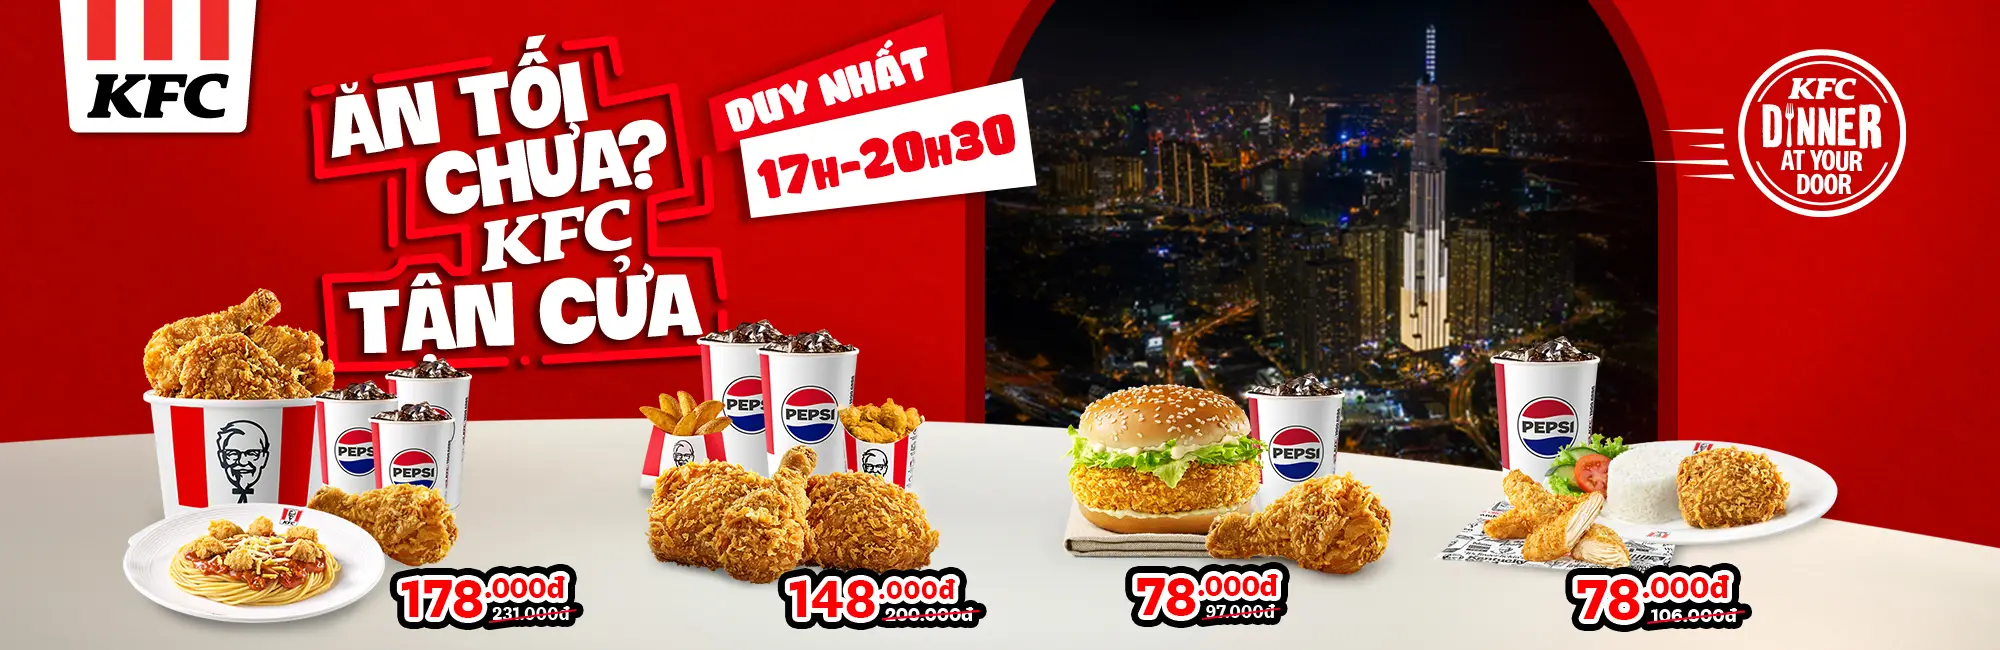 KFC
ĂN TỐI
CHƯA?
KFC
TẬN CỬA
DUY NHẤT
17H-20H30
KFC
DINNER
AT YOUR
DOOR
PEPSI
PEPSI
PEPSI
PEPSI
PEPSI
PEPSI
KFC
178.000đ
231.000đ
148.000đ
200.000đ
78.000đ
97.000đ
78.000đ
106.000đ